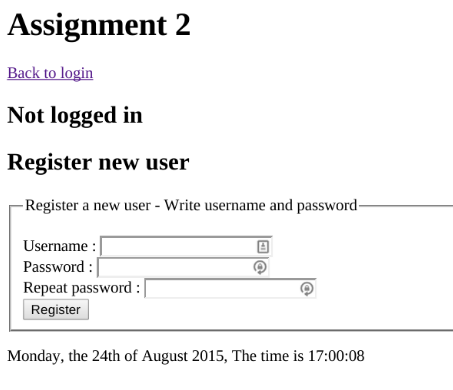 Assignment 2
Back to login
Not logged in
Register new user
Register a new user - Write username and password
Username :
Password :
Repeat password :
Register
Monday, the 24th of August 2015, The time is 17:00:08